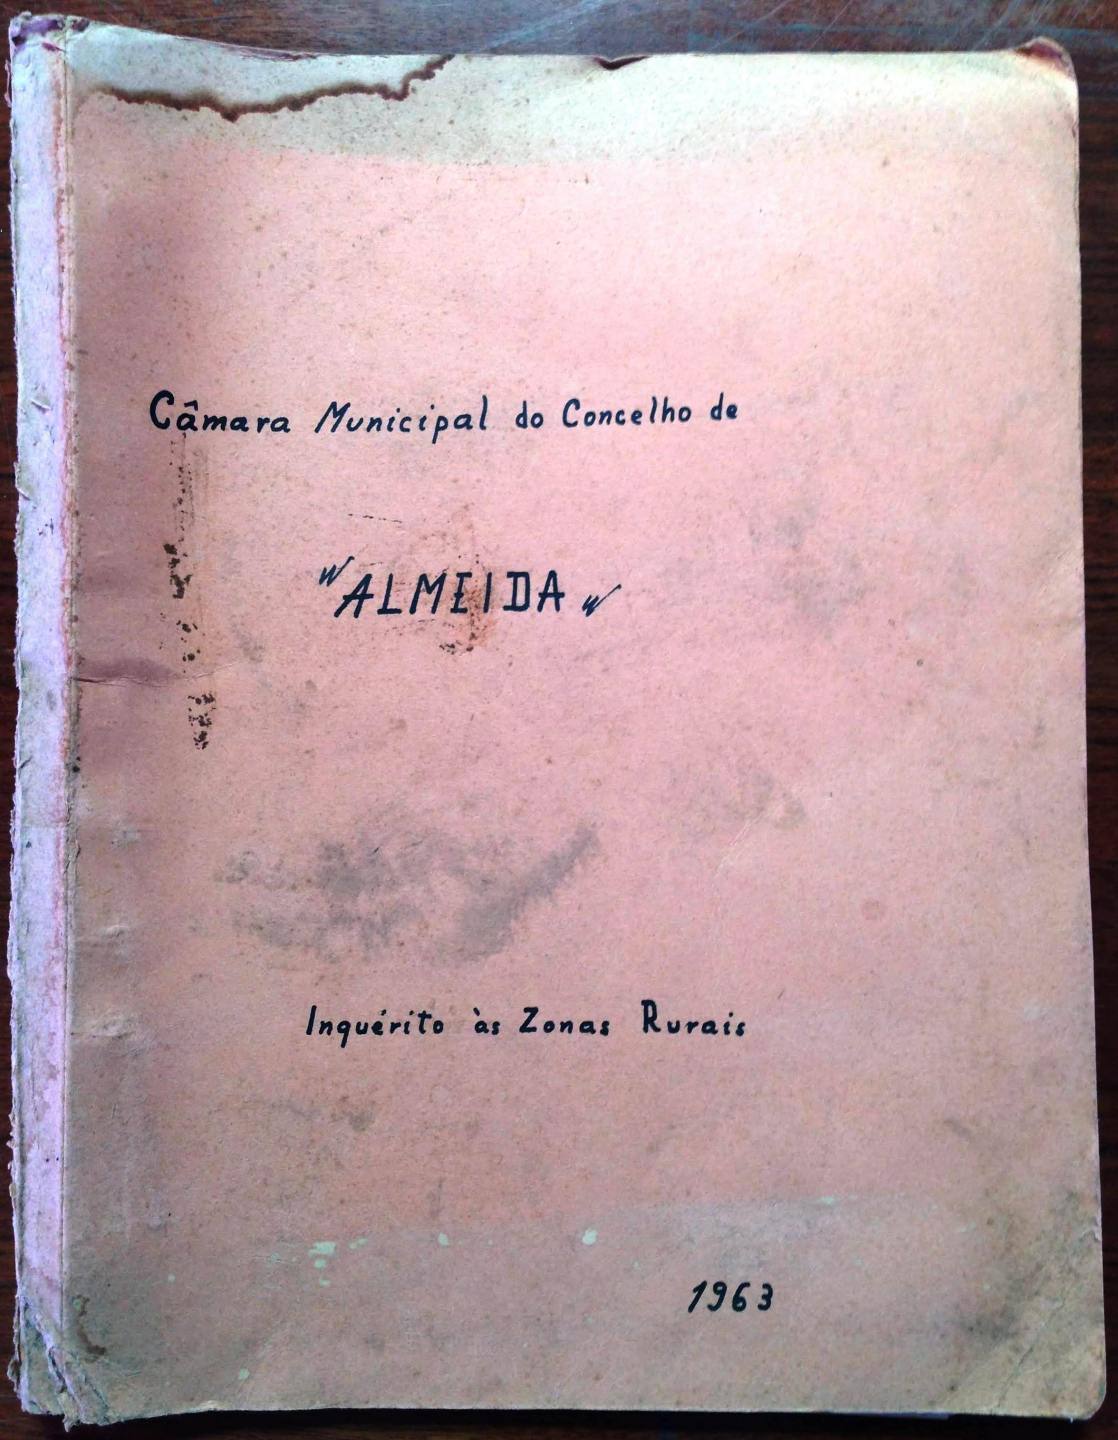 Câmara Municipal do Concelho de
"ALMEIDA"
Inquérito às Zonas Rurais
1963